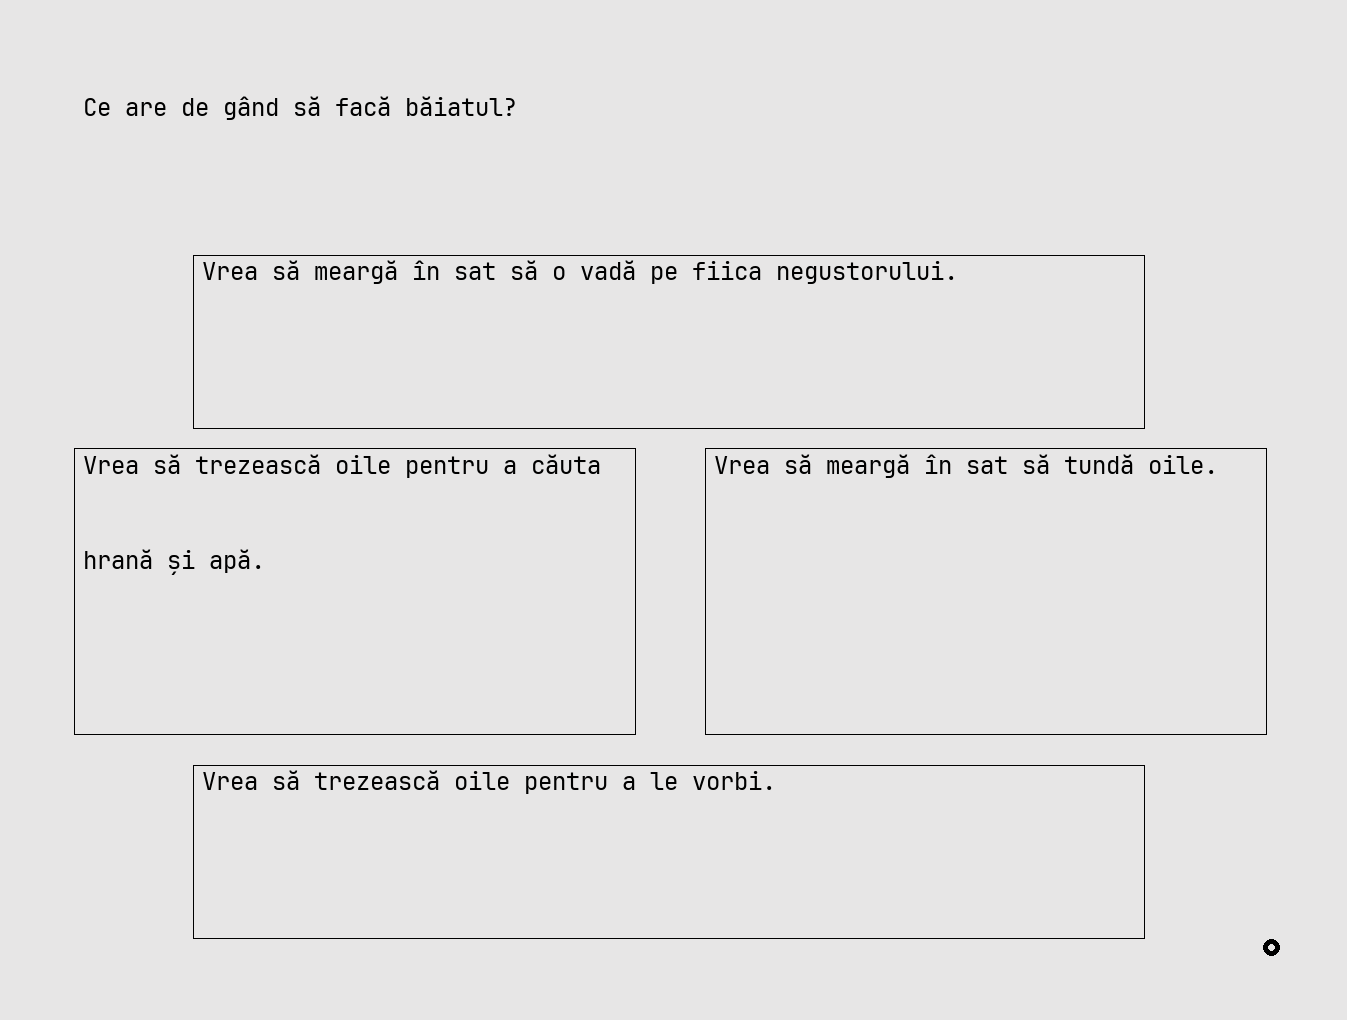 Ce are de gând să facă băiatul?
Vrea să meargă în sat să o vadă pe fiica negustorului.
Vrea să trezească oile pentru a căuta
hrană și apă.
Vrea să meargă în sat să tundă oile.
Vrea să trezească oile pentru a le vorbi.